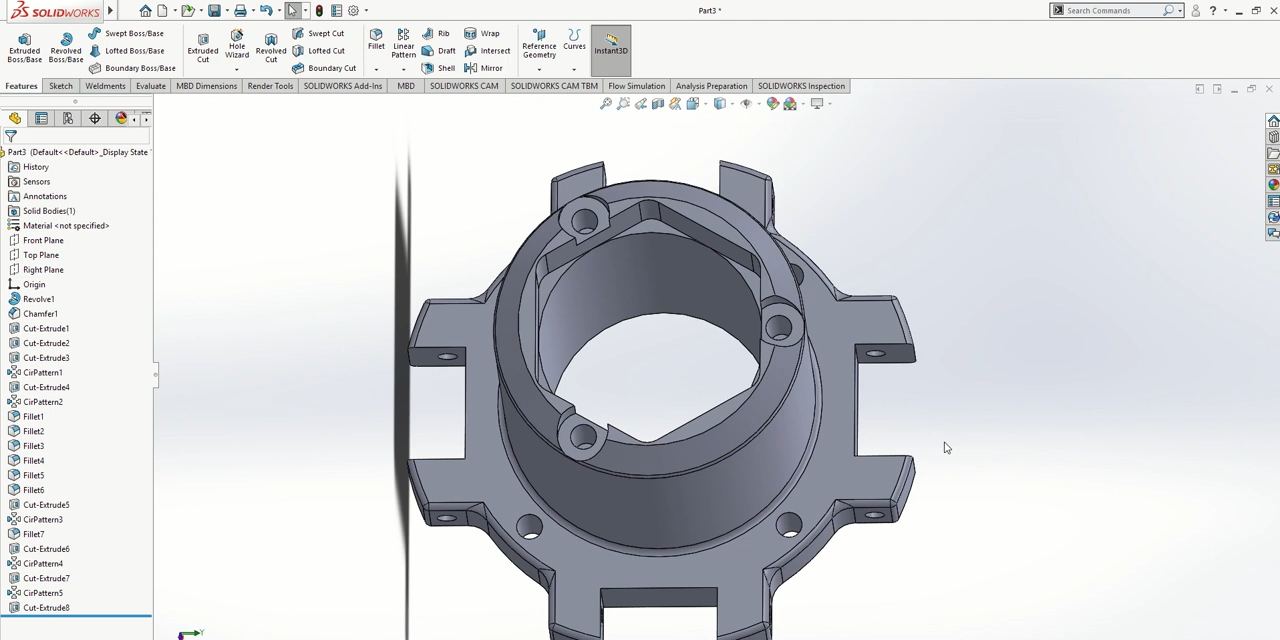 SOLIDWORKS
Part3 *
Search Commands
Extruded Boss/Base
Revolved Boss/Base
Swept Boss/Base
Lofted Boss/Base
Boundary Boss/Base
Extruded Cut
Hole Wizard
Revolved Cut
Swept Cut
Lofted Cut
Boundary Cut
Fillet
Linear Pattern
Rib
Draft
Shell
Wrap
Intersect
Mirror
Reference Geometry
Curves
Instant3D
Features Sketch Weldments Evaluate MBD Dimensions Render Tools SOLIDWORKS Add-Ins MBD SOLIDWORKS CAM SOLIDWORKS CAM TBM Flow Simulation Analysis Preparation SOLIDWORKS Inspection
Part3 (Default<<Default>_Display State
History
Sensors
Annotations
Solid Bodies(1)
Material <not specified>
Front Plane
Top Plane
Right Plane
Origin
Revolve1
Chamfer1
Cut-Extrude1
Cut-Extrude2
Cut-Extrude3
CirPattern1
Cut-Extrude4
CirPattern2
Fillet1
Fillet2
Fillet3
Fillet4
Fillet5
Fillet6
Cut-Extrude5
CirPattern3
Fillet7
Cut-Extrude6
CirPattern4
Cut-Extrude7
CirPattern5
Cut-Extrude8
Y